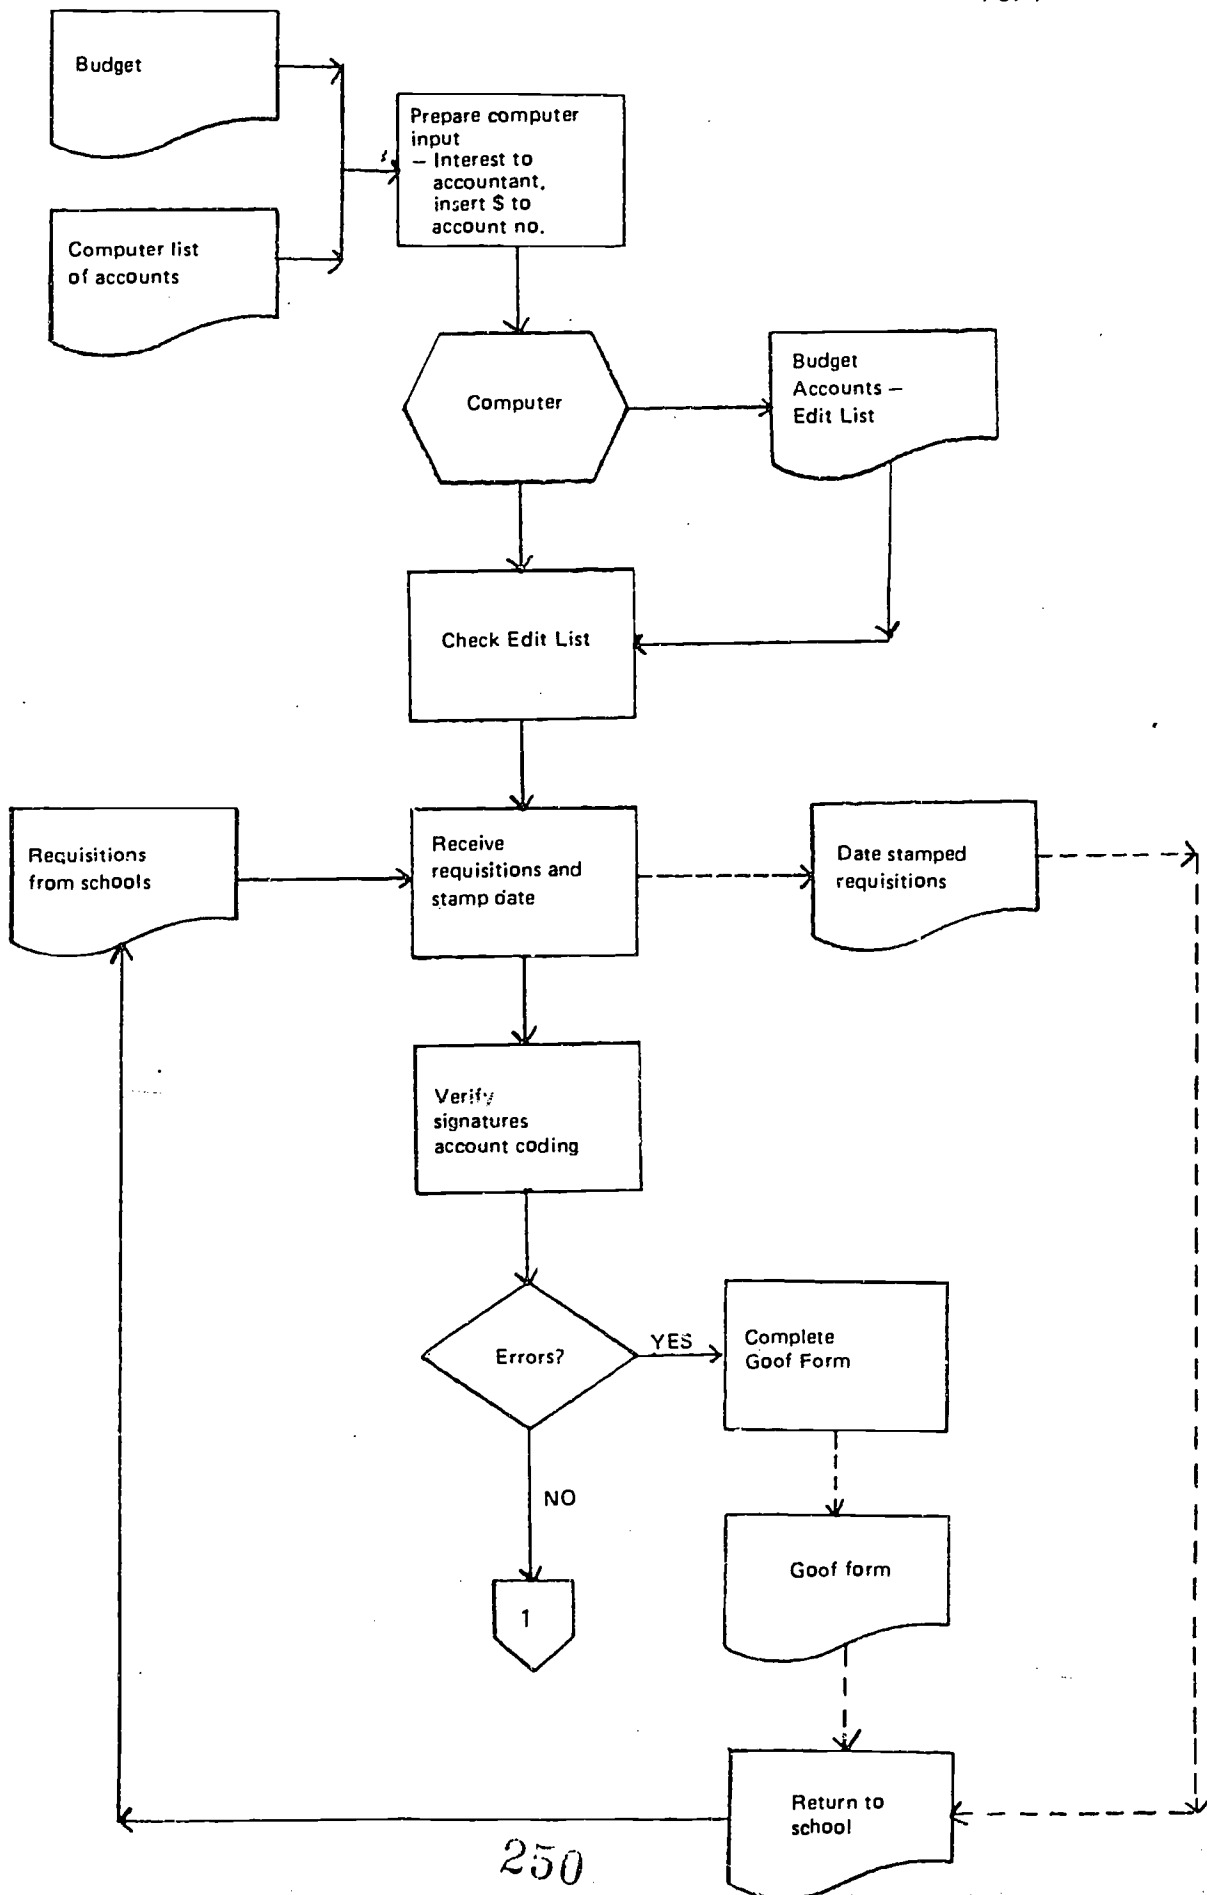 Budget
Prepare computer
input
– Interest to
accountant,
insert $ to
account no.
Computer list
of accounts
Computer
Budget
Accounts –
Edit List
Check Edit List
Requisitions
from schools
Receive
requisitions and
stamp date
Date stamped
requisitions
Verify
signatures
account coding
Errors?
YES
Complete
Goof Form
NO
Goof form
1
Return to
school
250